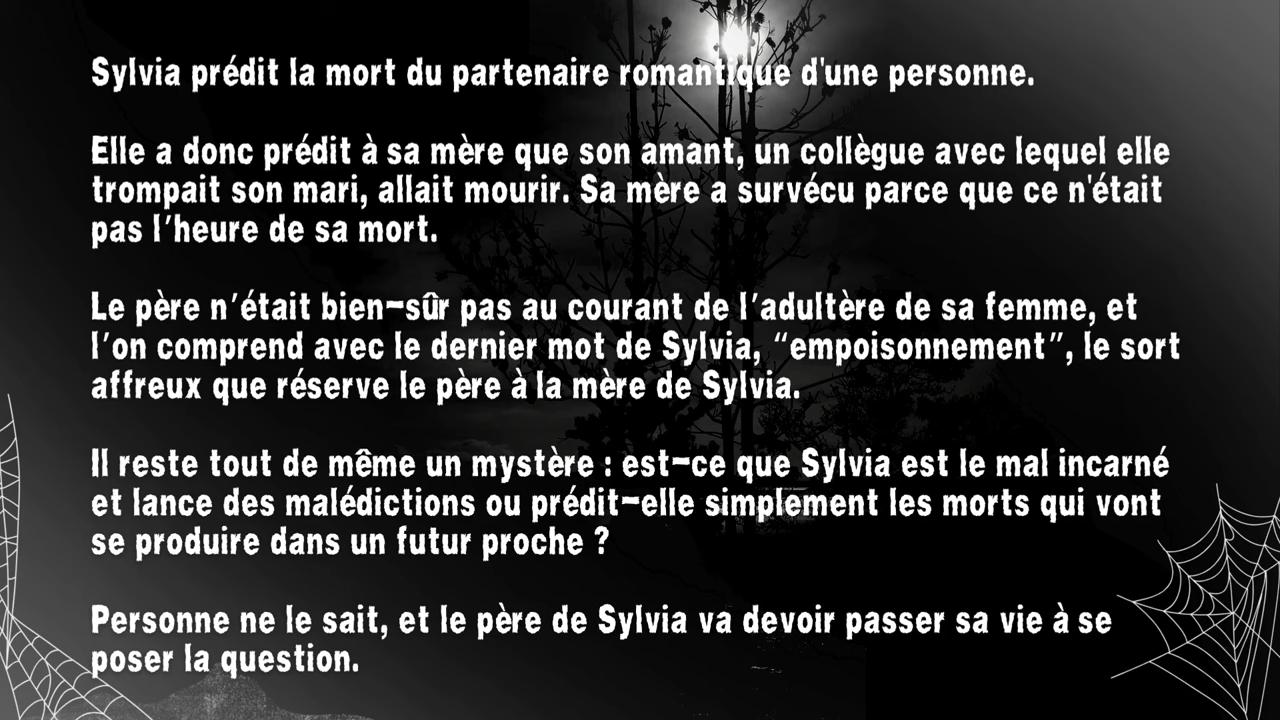 Sylvia prédit la mort du partenaire romantique d'une personne.
Elle a donc prédit à sa mère que son amant, un collègue avec lequel elle
trompait son mari, allait mourir. Sa mère a survécu parce que ce n'était
pas l’heure de sa mort.
Le père n’était bien-sûr pas au courant de l’adultère de sa femme, et
l’on comprend avec le dernier mot de Sylvia, “empoisonnement”, le sort
affreux que réserve le père à la mère de Sylvia.
Il reste tout de même un mystère : est-ce que Sylvia est le mal incarné
et lance des malédictions ou prédit-elle simplement les morts qui vont
se produire dans un futur proche ?
Personne ne le sait, et le père de Sylvia va devoir passer sa vie à se
poser la question.